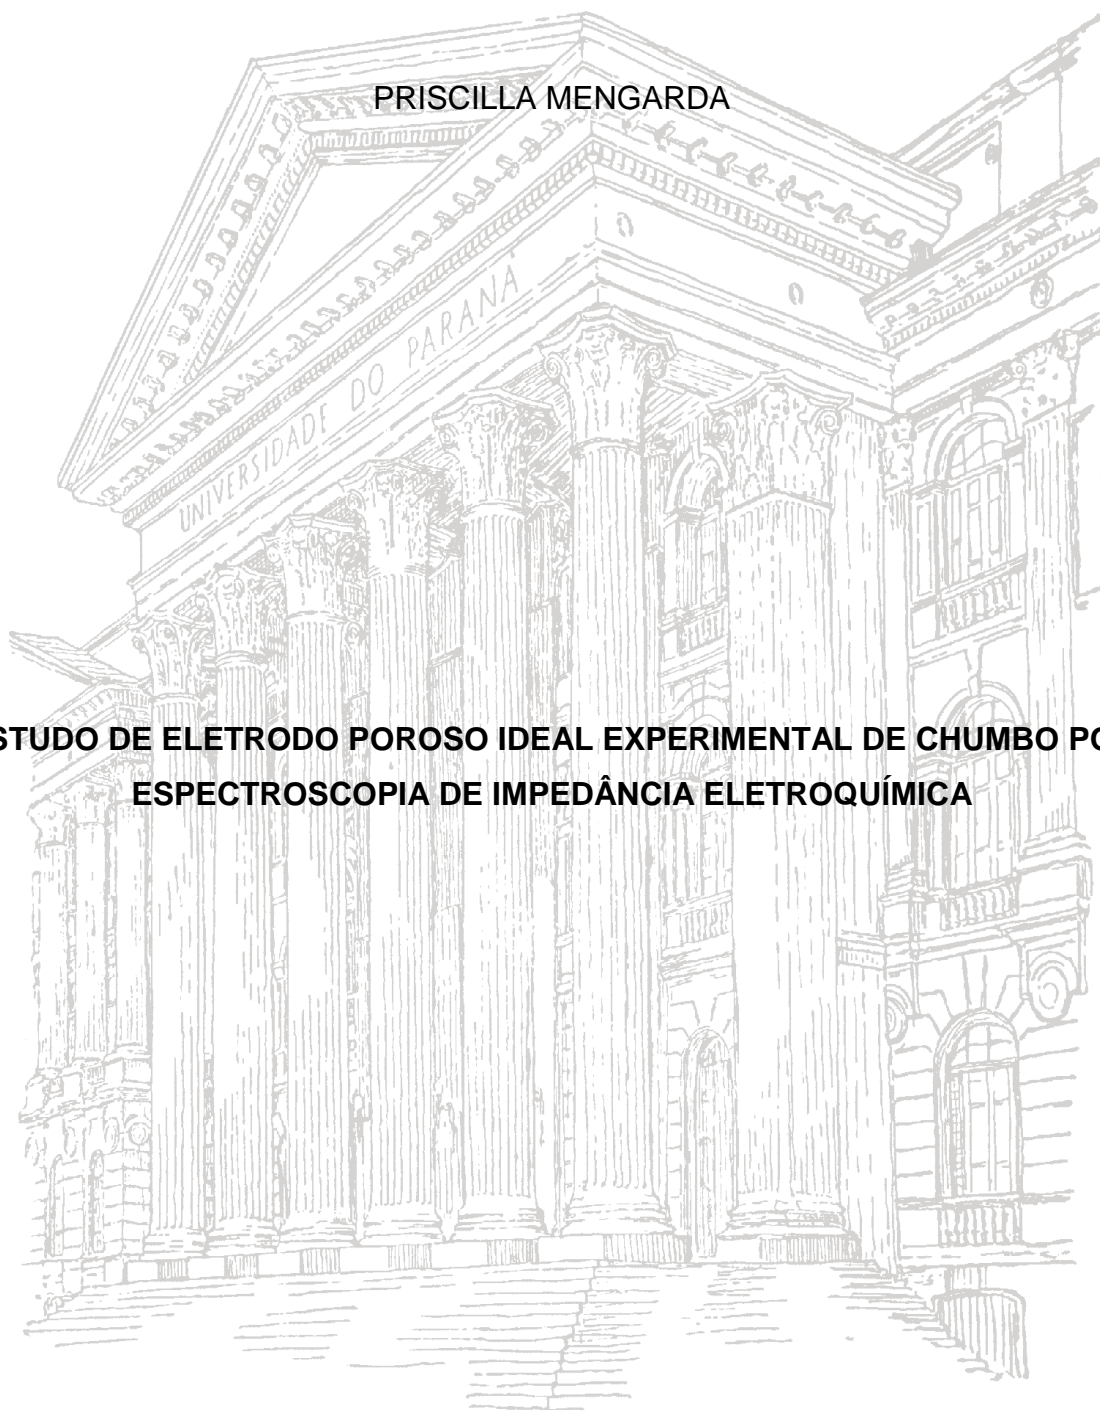 PRISCILLA MENGARDA
UNIVERSIDADE DO PARANÁ
STUDO DE ELETRODO POROSO IDEAL EXPERIMENTAL DE CHUMBO PO
ESPECTROSCOPIA DE IMPEDÂNCIA ELETROQUÍMICA